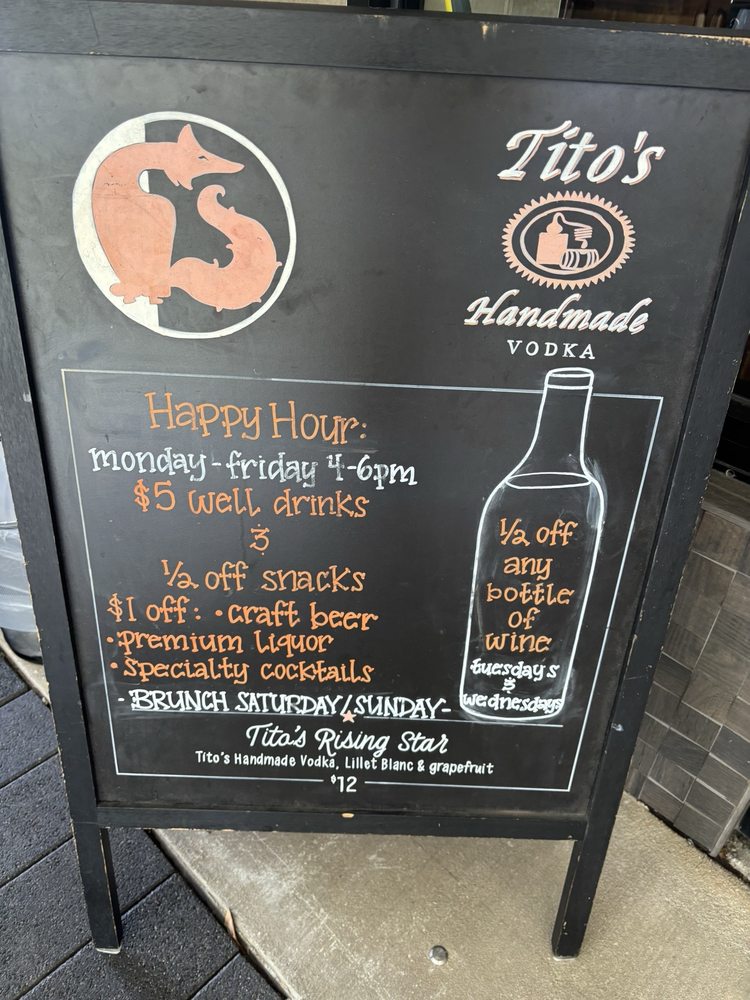 Tito's
Handmade
VODKA
Happy Hour:
monday-friday 4-6pm
$5 well drinks
&
½ off snacks
$1 off: • craft beer
• premium liquor
• specialty cocktails
- BRUNCH SATURDAY/SUNDAY -
½ off
any
bottle
of
wine
tuesdays
&
wednesdays
Tito's Rising Star
Tito's Handmade Vodka, Lillet Blanc & grapefruit
$12